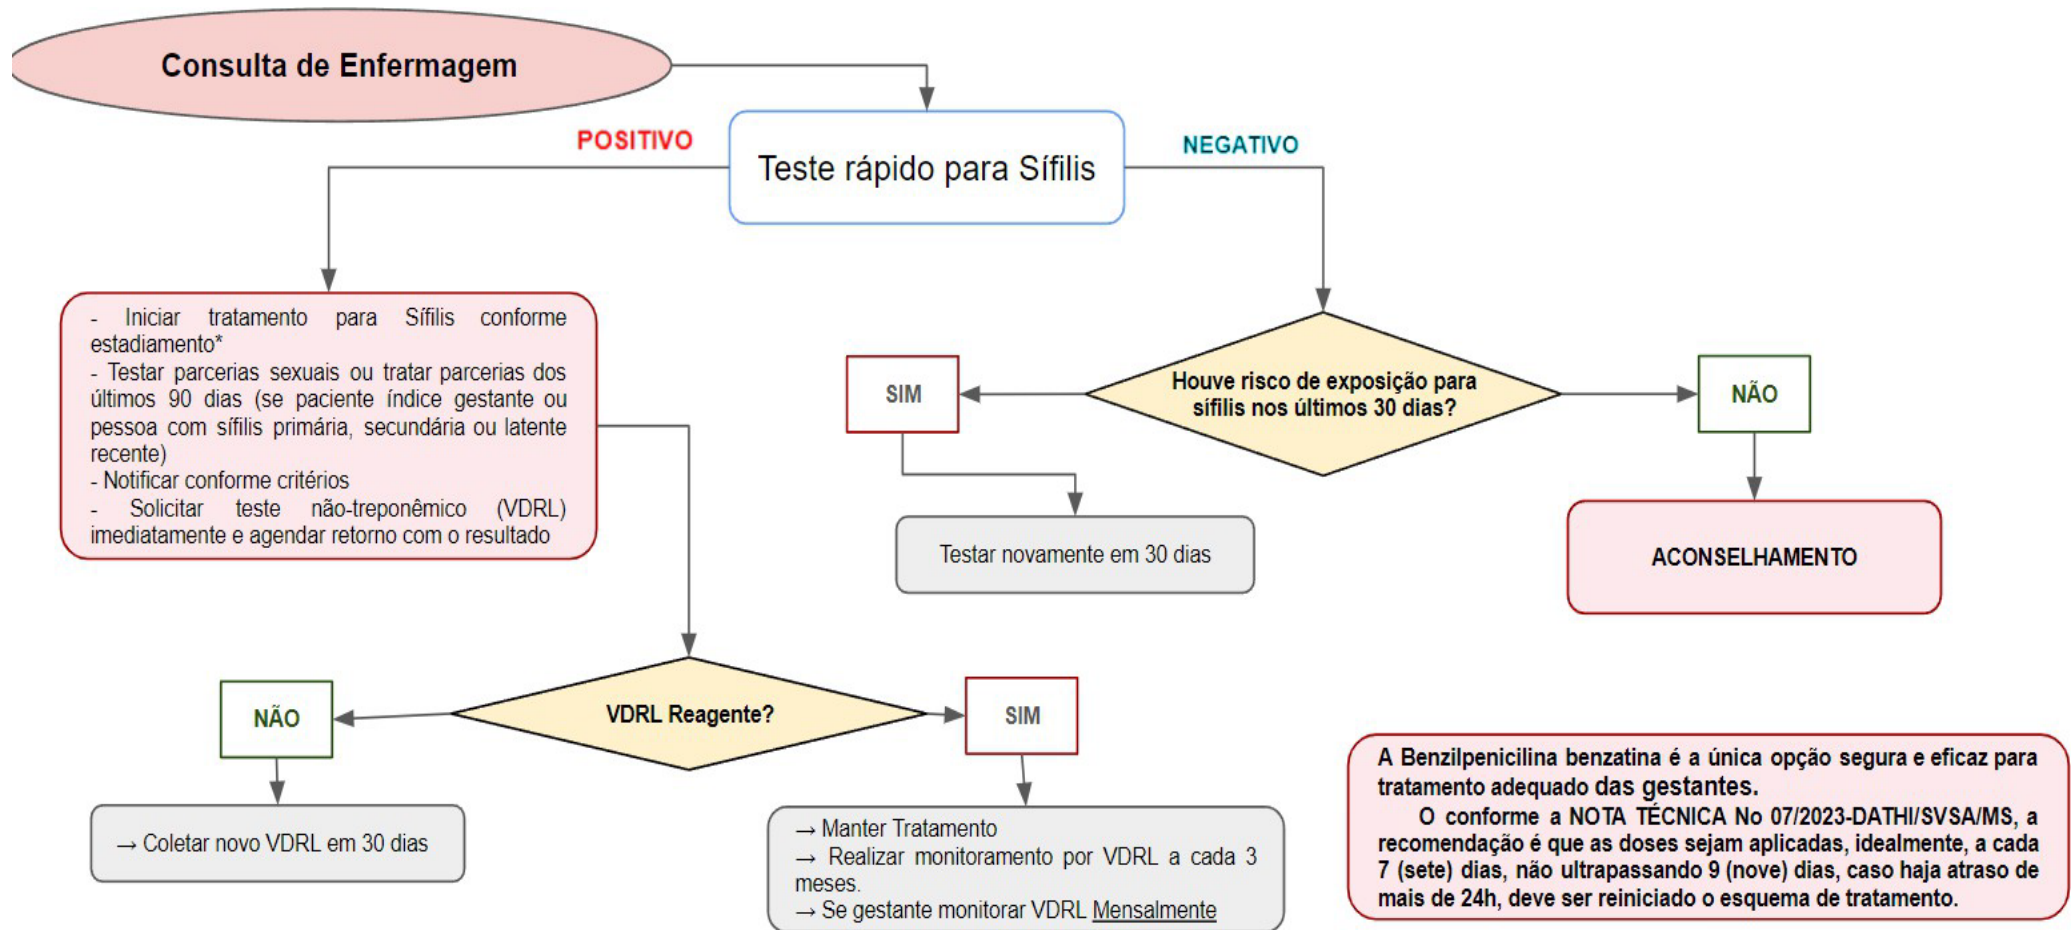 Consulta de Enfermagem
POSITIVO
Teste rápido para Sífilis
NEGATIVO
- Iniciar tratamento para Sífilis conforme
estadiamento*
- Testar parcerias sexuais ou tratar parcerias dos
últimos 90 dias (se paciente índice gestante ou
pessoa com sífilis primária, secundária ou latente
recente)
- Notificar conforme critérios
- Solicitar teste não-treponêmico (VDRL)
imediatamente e agendar retorno com o resultado
SIM
Houve risco de exposição para
sífilis nos últimos 30 dias?
NÃO
Testar novamente em 30 dias
ACONSELHAMENTO
NÃO
VDRL Reagente?
SIM
→ Coletar novo VDRL em 30 dias
→ Manter Tratamento
→ Realizar monitoramento por VDRL a cada 3
meses.
→ Se gestante monitorar VDRL Mensalmente
A Benzilpenicilina benzatina é a única opção segura e eficaz para
tratamento adequado das gestantes.
O conforme a NOTA TÉCNICA No 07/2023-DATHI/SVSA/MS, a
recomendação é que as doses sejam aplicadas, idealmente, a cada
7 (sete) dias, não ultrapassando 9 (nove) dias, caso haja atraso de
mais de 24h, deve ser reiniciado o esquema de tratamento.